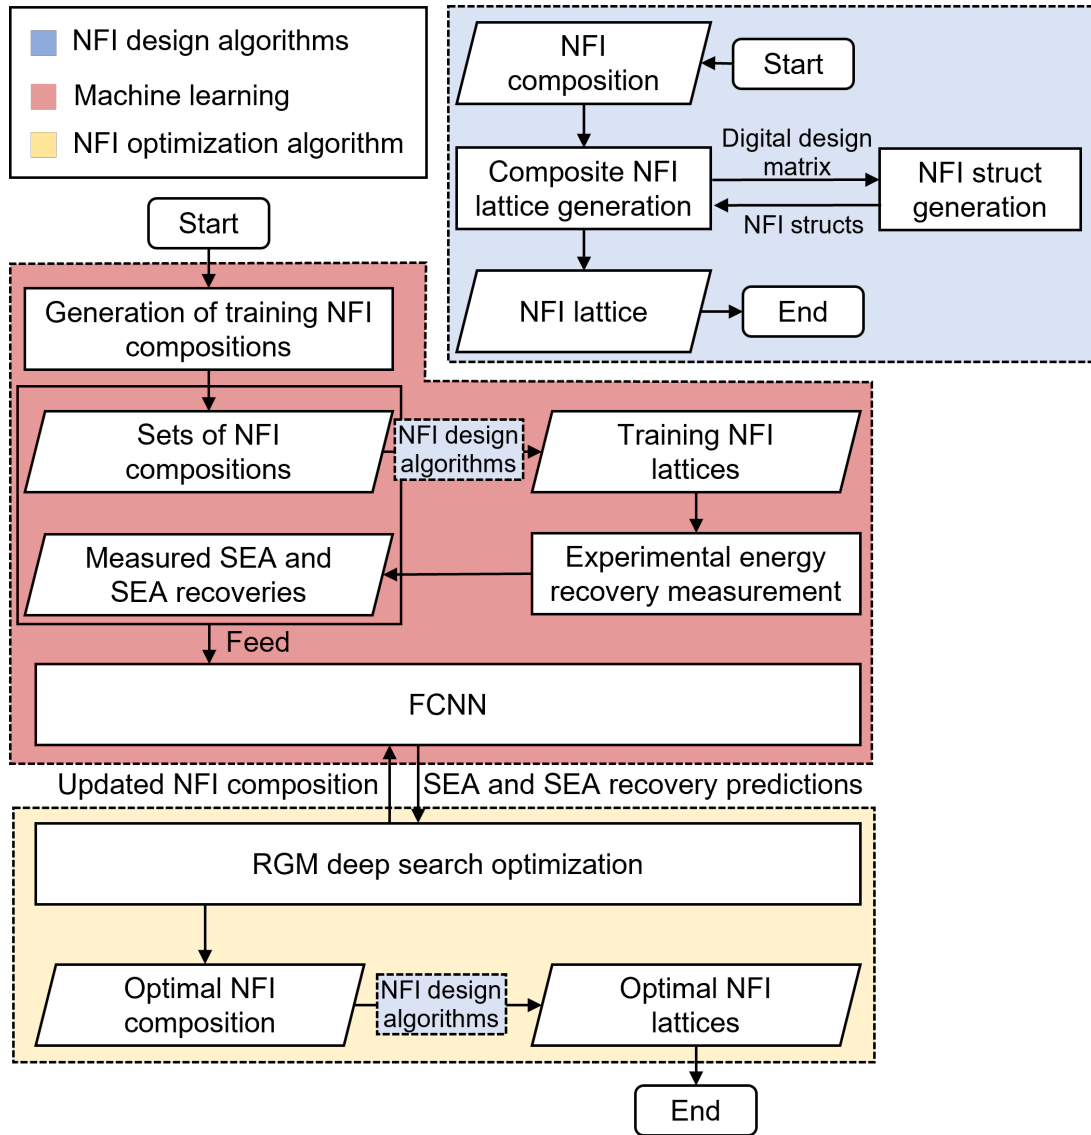 NFI design algorithms
Machine learning
NFI optimization algorithm
NFI
composition
Start
Composite NFI
lattice generation
Digital design
matrix
NFI structs
NFI struct
generation
NFI lattice
End
Start
Generation of training NFI
compositions
Sets of NFI
compositions
NFI design
algorithms
Training NFI
lattices
Measured SEA and
SEA recoveries
Experimental energy
recovery measurement
Feed
FCNN
Updated NFI composition
SEA and SEA recovery predictions
RGM deep search optimization
Optimal NFI
composition
NFI design
algorithms
Optimal NFI
lattices
End